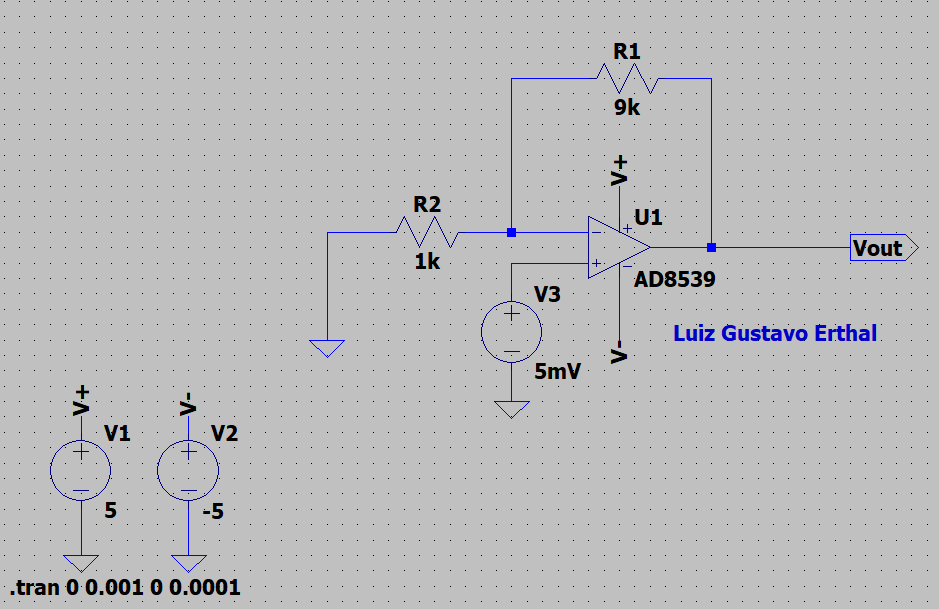 R1
9k
V+
R2
U1
1k
Vout
AD8539
V3
Luiz Gustavo Erthal
V-
5mV
V+
V-
V1
V2
5
-5
.tran 0 0.001 0 0.0001